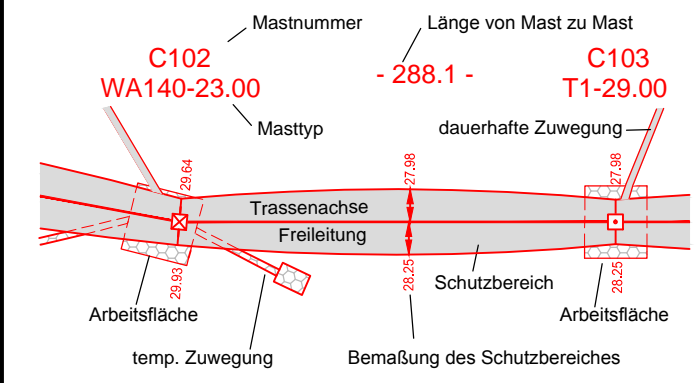 Mastnummer
Länge von Mast zu Mast
C102
WA140-23.00
- 288.1 -
C103
T1-29.00
Masttyp
dauerhafte Zuwegung
29.64
27.98
27.98
Trassenachse
Freileitung
29.93
28.25
28.25
Schutzbereich
Arbeitsfläche
Arbeitsfläche
temp. Zuwegung
Bemaßung des Schutzbereiches